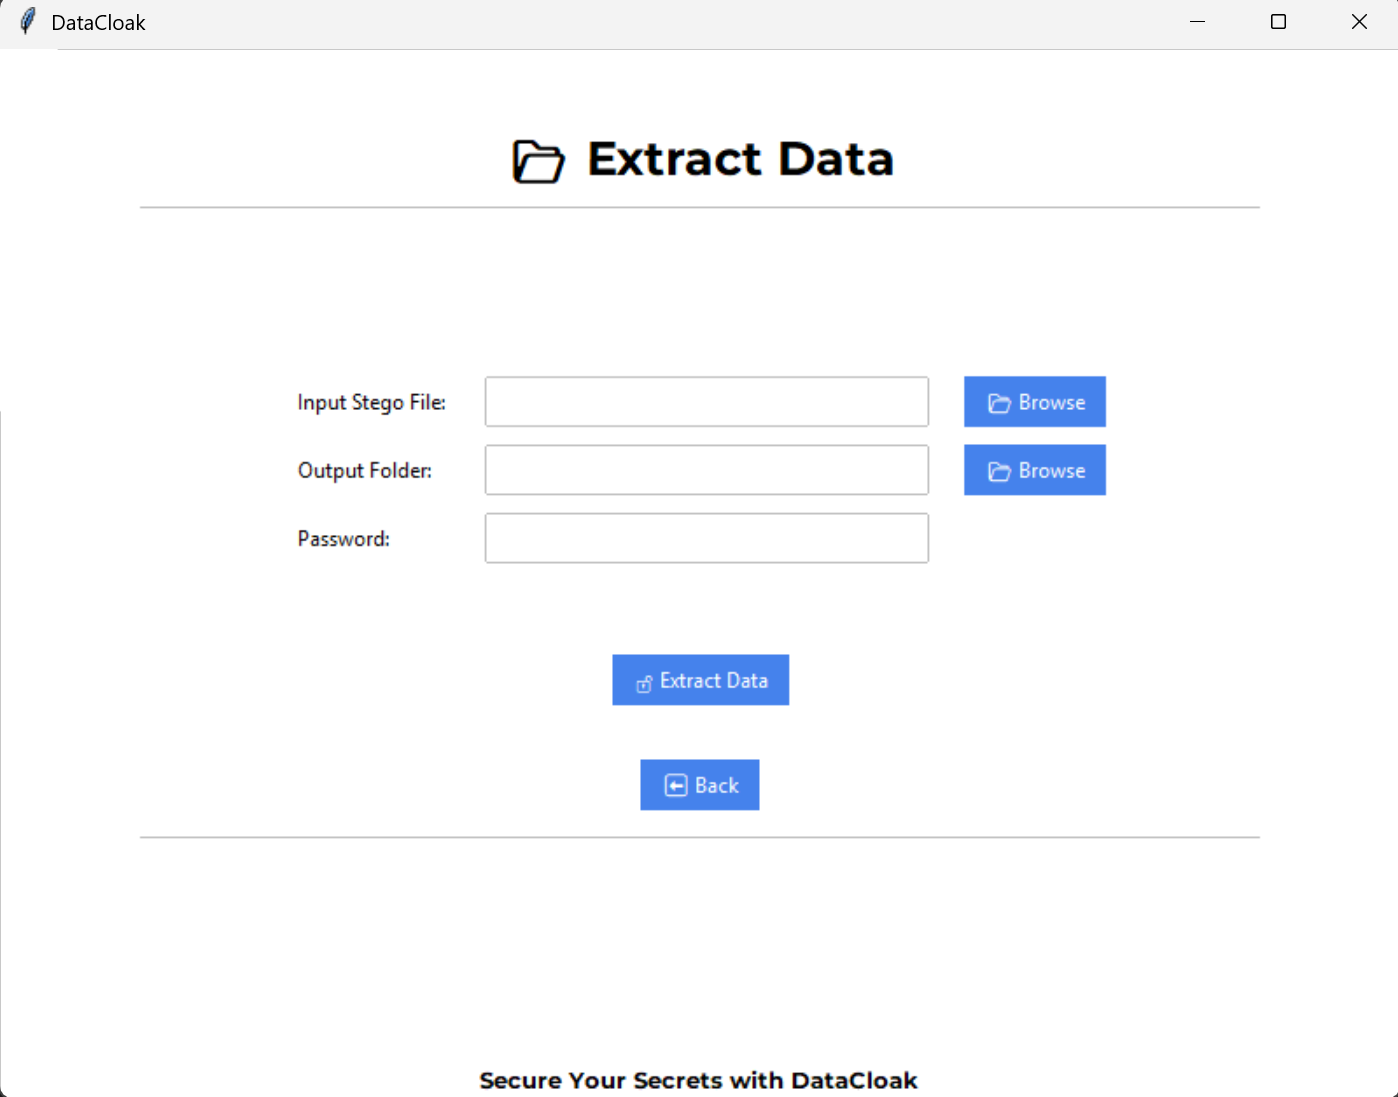 DataCloak
Extract Data
Input Stego File:
Browse
Output Folder:
Browse
Password:
Extract Data
Back
Secure Your Secrets with DataCloak